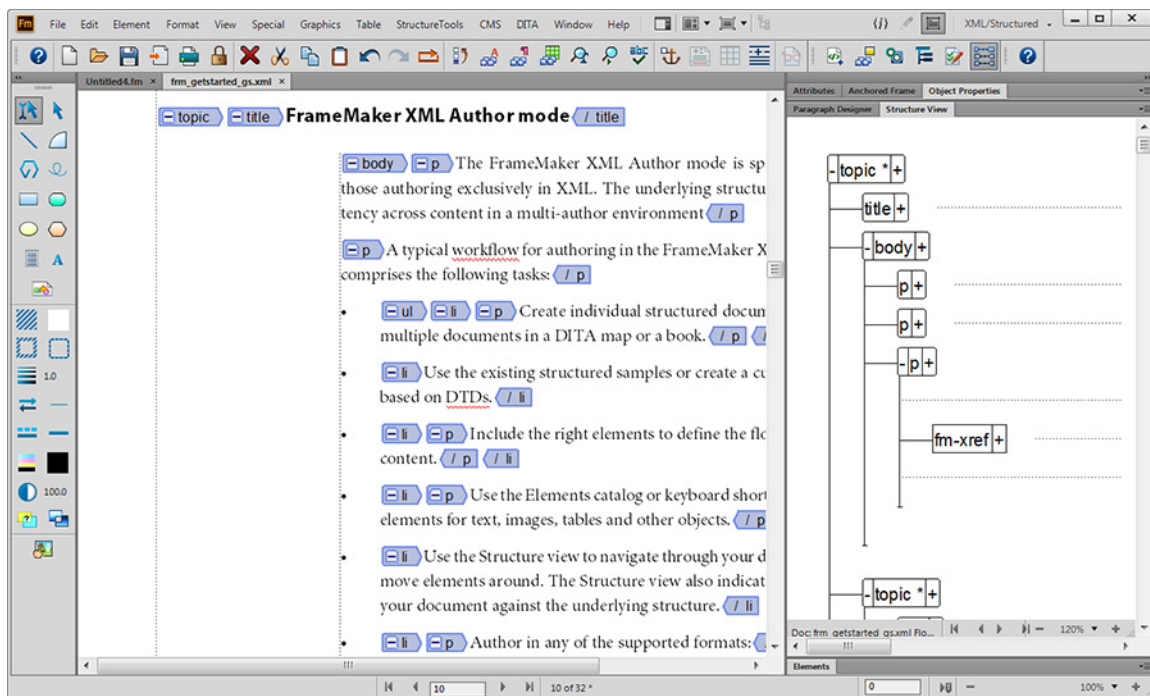 Fm File Edit Element Format View Special Graphics Table StructureTools CMS DITA Window Help XML/Structured
Untitled4.fm × frm_getstarted_gs.xml ×
topic title FrameMaker XML Author mode / title
body p The FrameMaker XML Author mode is sp
those authoring exclusively in XML. The underlying structu
tency across content in a multi-author environment / p
p A typical workflow for authoring in the FrameMaker X
comprises the following tasks: / p
• ul li p Create individual structured docum
multiple documents in a DITA map or a book. / p /
• li Use the existing structured samples or create a cu
based on DTDs. / li
• li p Include the right elements to define the flo
content. / p / li
• li p Use the Elements catalog or keyboard short
elements for text, images, tables and other objects. / p
• li Use the Structure view to navigate through your d
move elements around. The Structure view also indicat
your document against the underlying structure. / li
• li p Author in any of the supported formats:
1.0
100.0
A
Attributes Anchored Frame Object Properties
Paragraph Designer Structure View
- topic * +
title +
- body +
p +
p +
- p +
fm-xref +
- topic * +
Doc: frm_getstarted_gs.xml Flo... 120%
Elements
10 10 of 32 * 0 100%